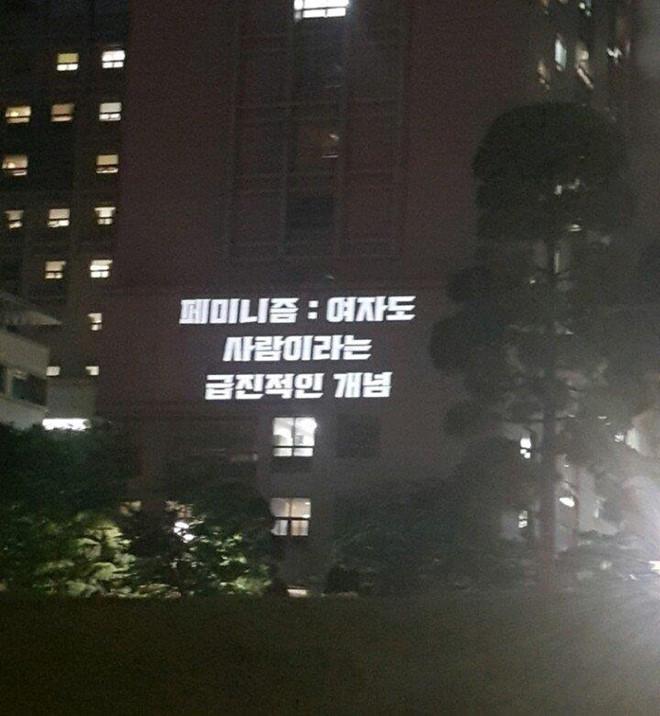 페미니즘 : 여자도
사람이라는
급진적인 개념